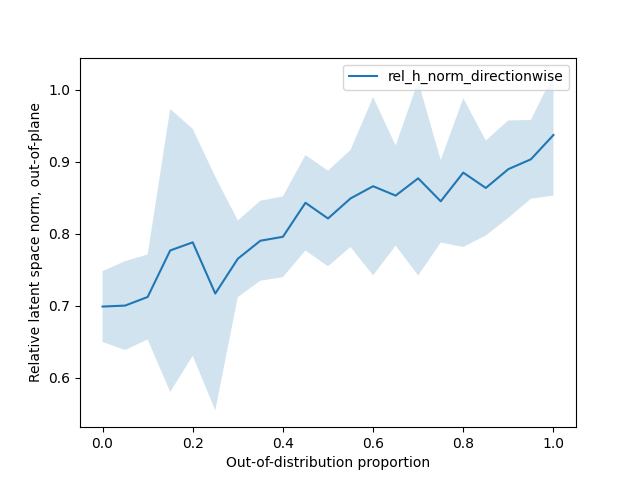 rel_h_norm_directionwise
Relative latent space norm, out-of-plane
1.0
0.9
0.8
0.7
0.6
0.0 0.2 0.4 0.6 0.8 1.0
Out-of-distribution proportion